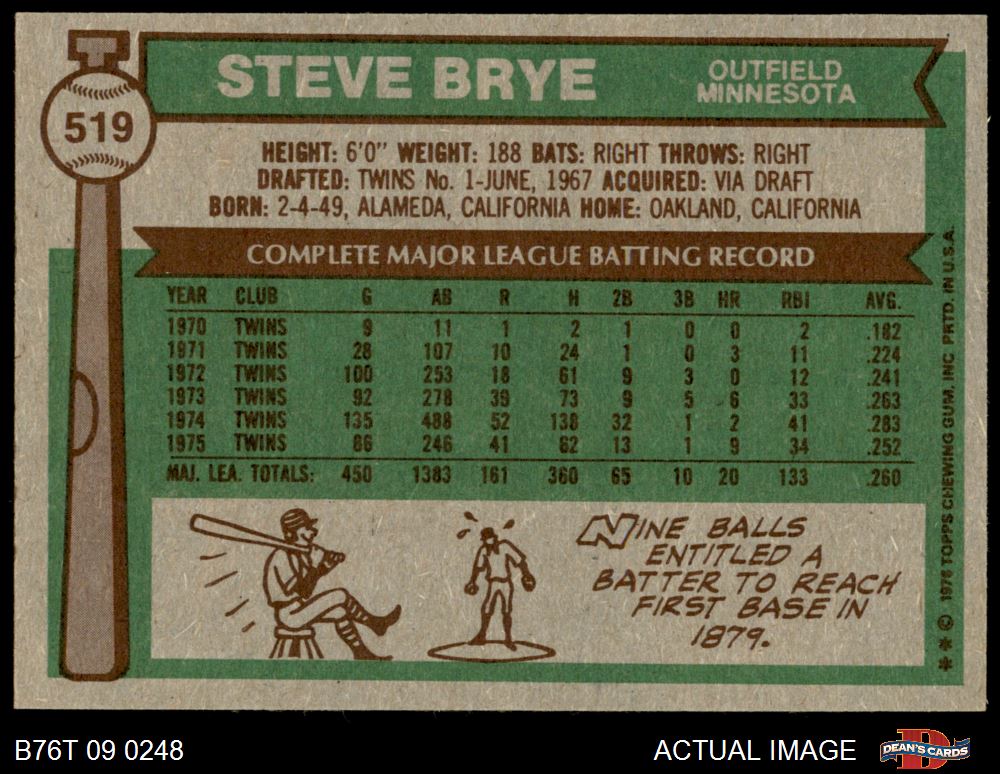 519
STEVE BRYE
OUTFIELD
MINNESOTA
HEIGHT: 6'0" WEIGHT: 188 BATS: RIGHT THROWS: RIGHT
DRAFTED: TWINS No. 1-JUNE, 1967 ACQUIRED: VIA DRAFT
BORN: 2-4-49, ALAMEDA, CALIFORNIA HOME: OAKLAND, CALIFORNIA
COMPLETE MAJOR LEAGUE BATTING RECORD
YEAR CLUB G AB R H 2B 3B HR RBI AVG.
1970 TWINS 9 11 1 2 1 0 0 2 .182
1971 TWINS 28 107 10 24 1 0 3 11 .224
1972 TWINS 100 253 18 61 9 3 0 12 .241
1973 TWINS 92 278 39 73 9 5 6 33 .263
1974 TWINS 135 488 52 138 32 1 2 41 .283
1975 TWINS 86 246 41 62 13 1 9 34 .252
MAJ. LEA. TOTALS: 450 1383 161 360 65 10 20 133 .260
NINE BALLS
ENTITLED A
BATTER TO REACH
FIRST BASE IN
1879.
** © 1976 TOPPS CHEWING GUM, INC. PRTD. IN U.S.A.
B76T 09 0248
ACTUAL IMAGE
DEAN'S CARDS